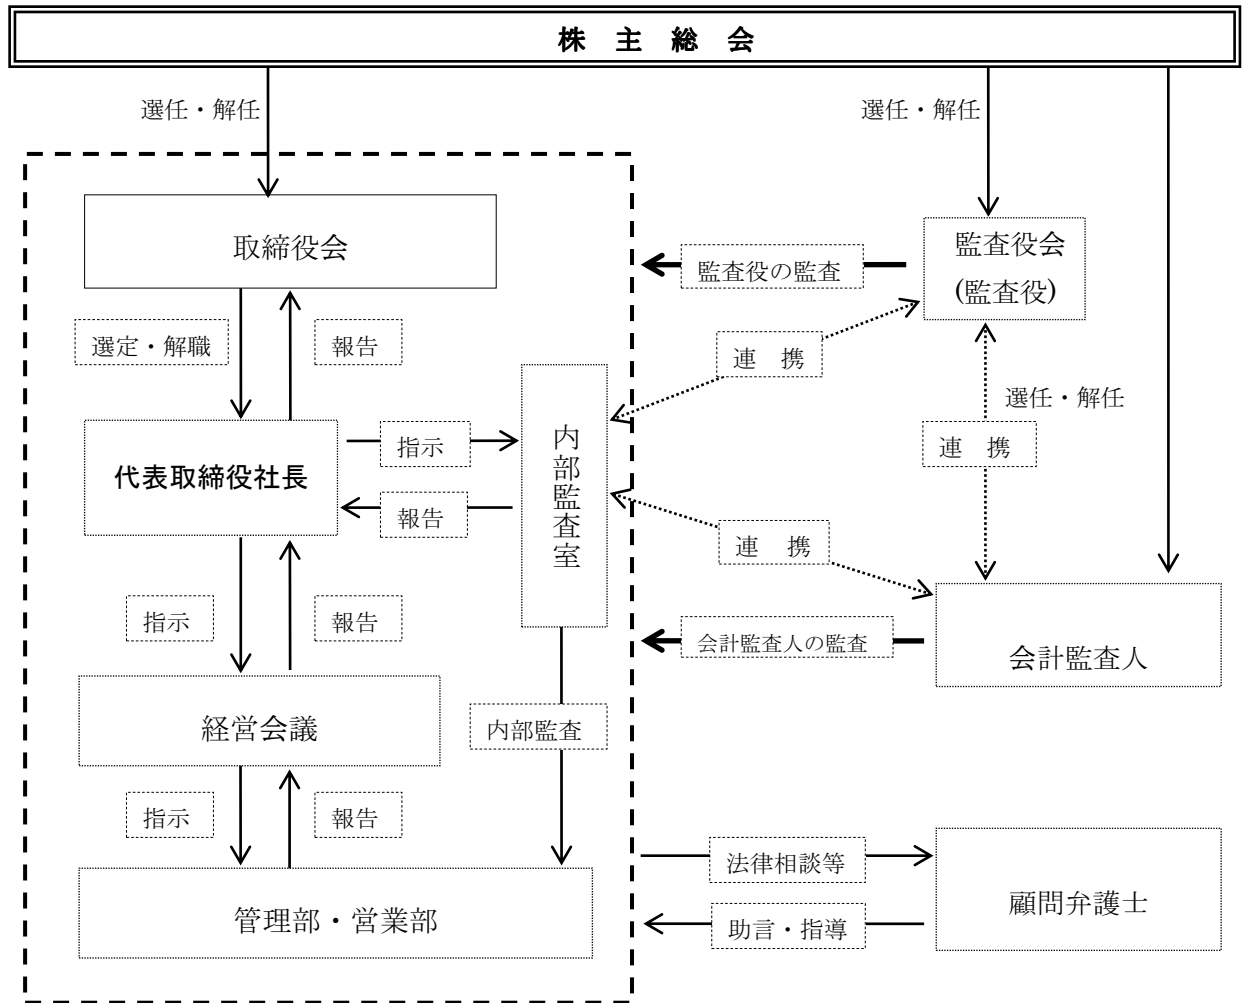 株　主　総　会
選任・解任
選任・解任
取締役会
監査役会
(監査役)
監査役の監査
選定・解職
報告
連　携
選任・解任
連　携
代表取締役社長
指示
報告
内部監査室
連　携
指示
報告
会計監査人の監査
会計監査人
経営会議
内部監査
指示
報告
法律相談等
顧問弁護士
助言・指導
管理部・営業部